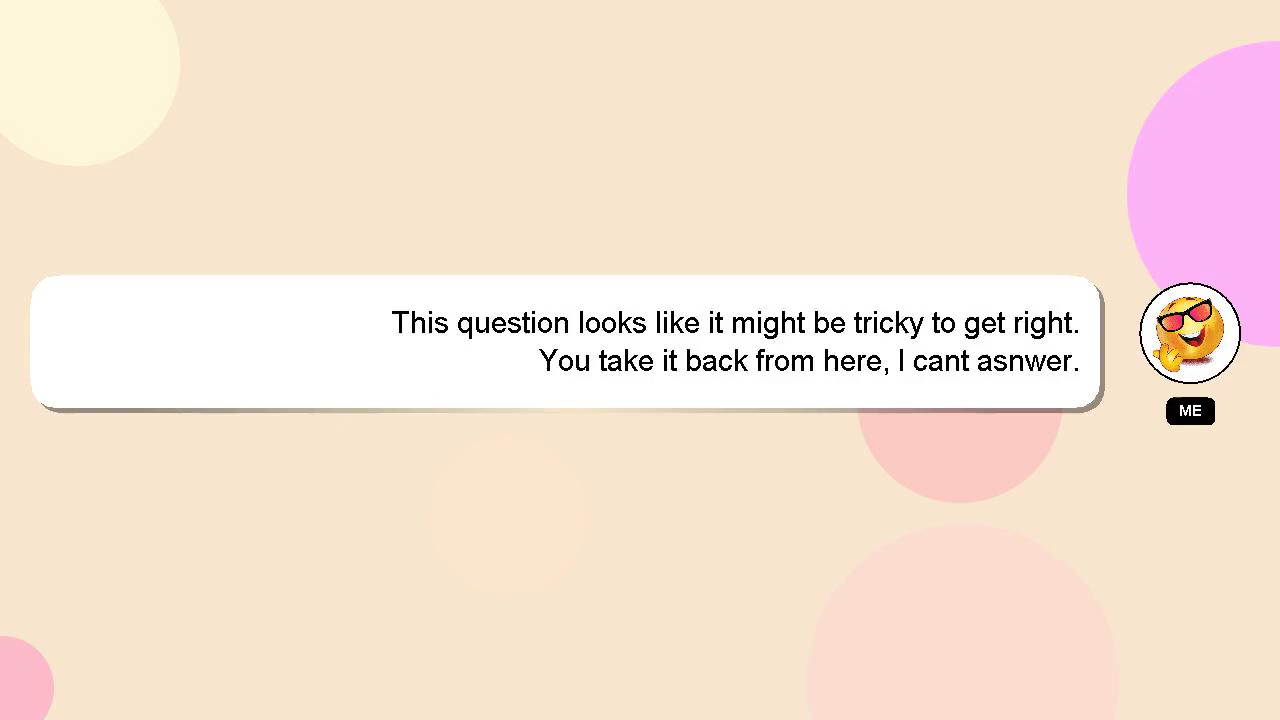 This question looks like it might be tricky to get right.
You take it back from here, I cant asnwer.
ME